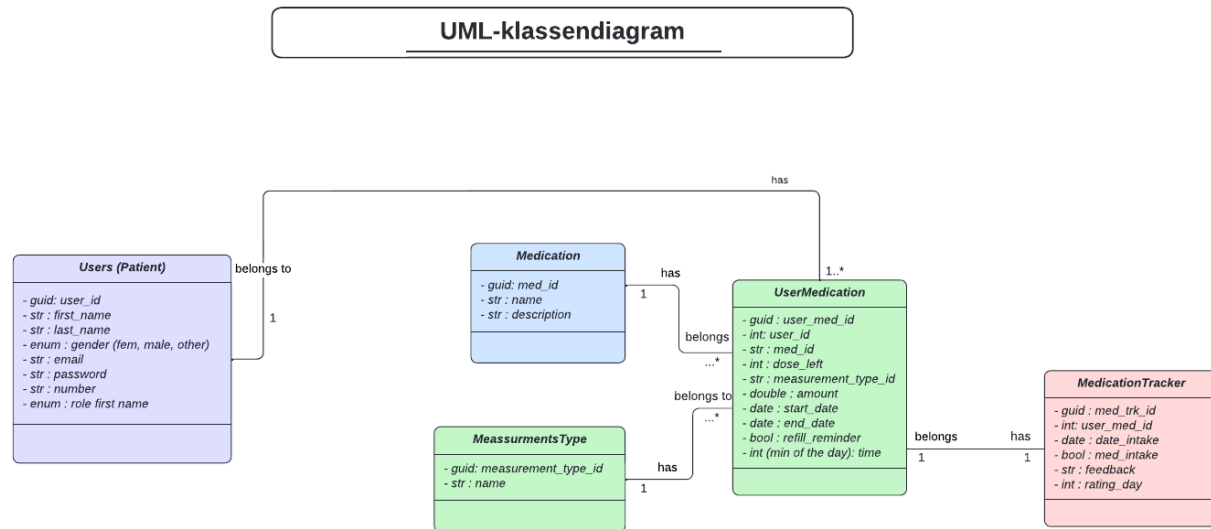 UML-klassendiagram
has
Users (Patient)
- guid: user_id
- str : first_name
- str : last_name
- enum : gender (fem, male, other)
- str : email
- str : password
- str : number
- enum : role first name
belongs to
1
Medication
- guid: med_id
- str : name
- str : description
has
1
belongs
...*
1..*
UserMedication
- guid : user_med_id
- int: user_id
- str : med_id
- int : dose_left
- str : measurement_type_id
- double : amount
- date : start_date
- date : end_date
- bool : refill_reminder
- int (min of the day): time
belongs to
...*
MeassurmentsType
- guid: measurement_type_id
- str : name
has
1
belongs
1
has
1
MedicationTracker
- guid : med_trk_id
- int: user_med_id
- date : date_intake
- bool : med_intake
- str : feedback
- int : rating_day